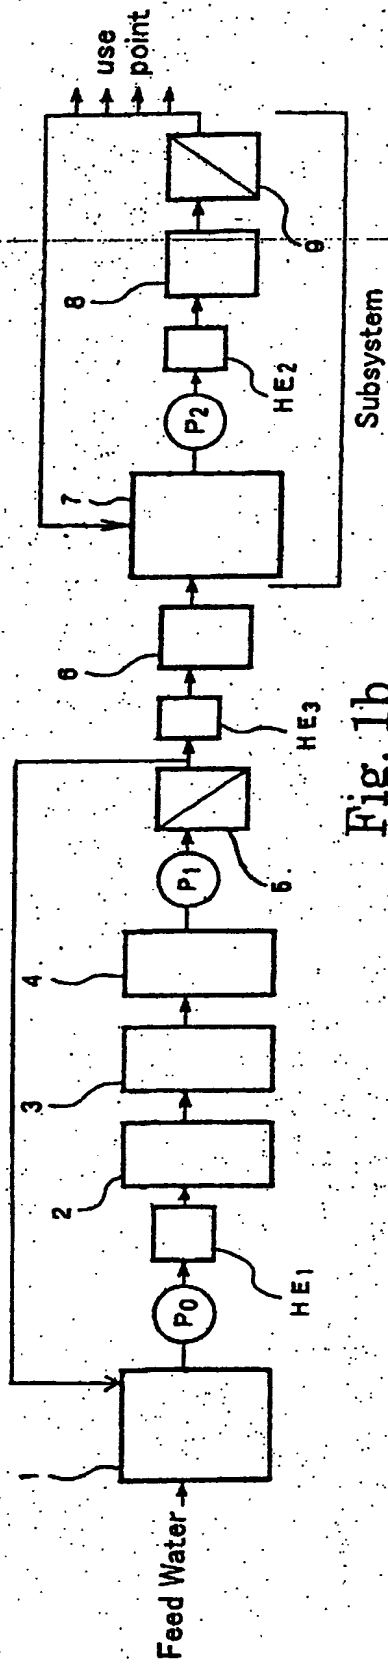 Feed Water
1
P0
HE1
2
3
4
P1
5.
HE3
6
7
P2
HE2
8
9
use
point
Subsystem
Fig. 1b